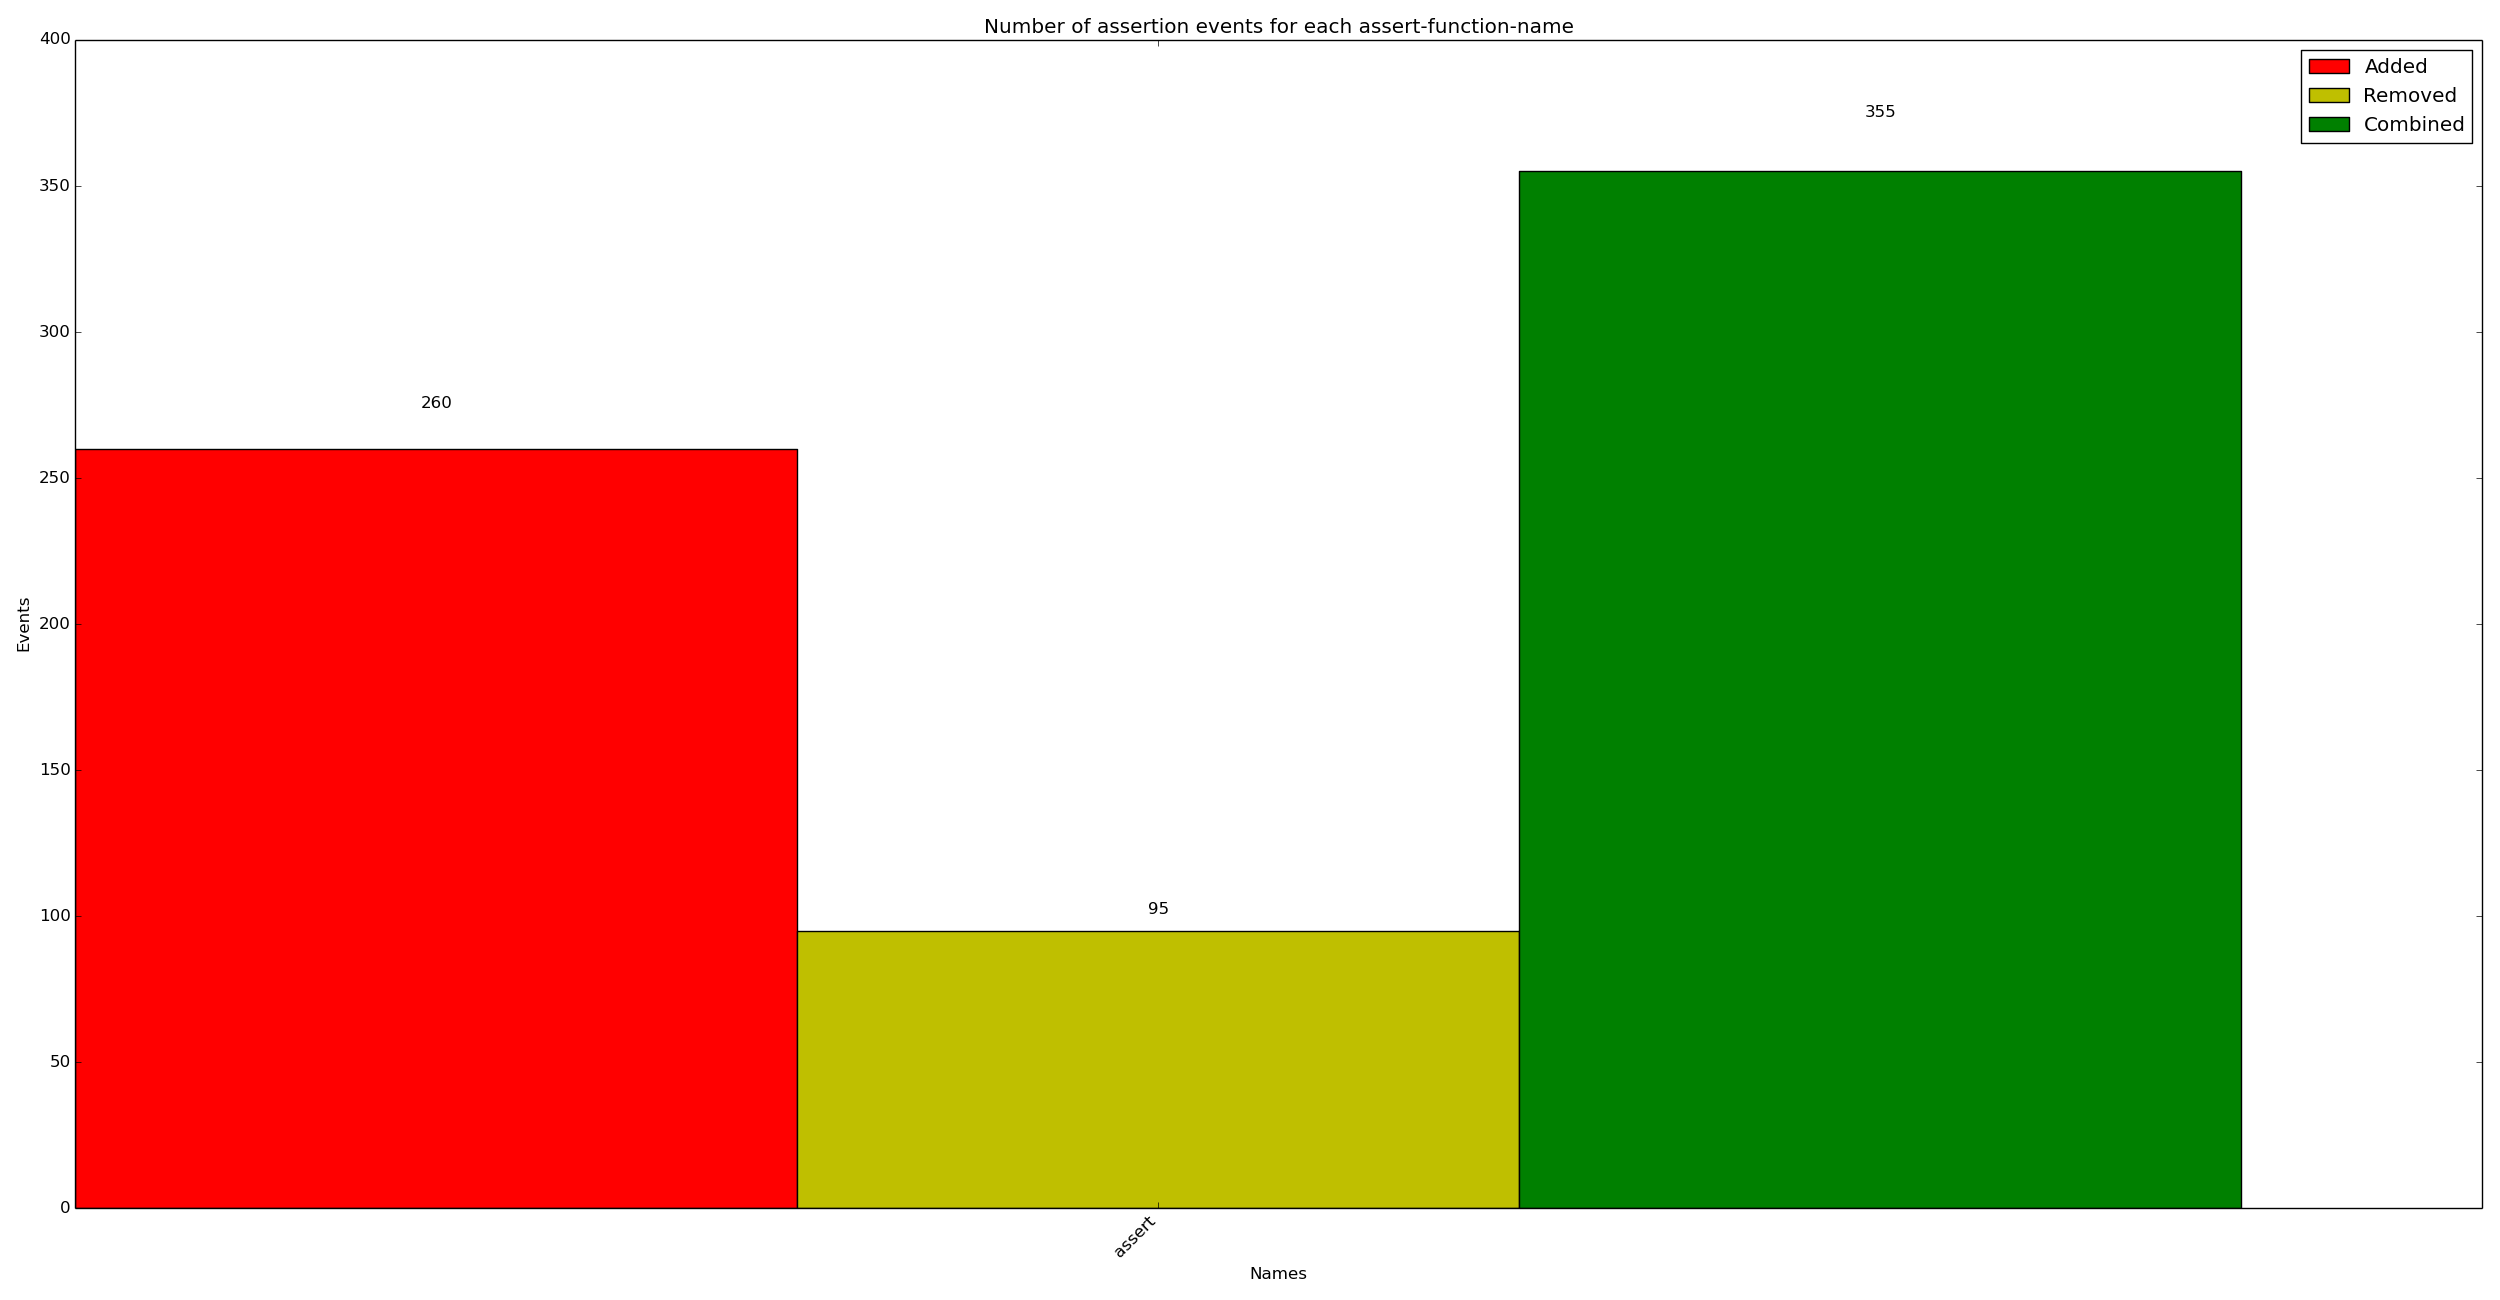 Number of assertion events for each assert-function-name
400
350
300
250
200
150
100
50
0
Events
260
95
355
Added
Removed
Combined
assert
Names